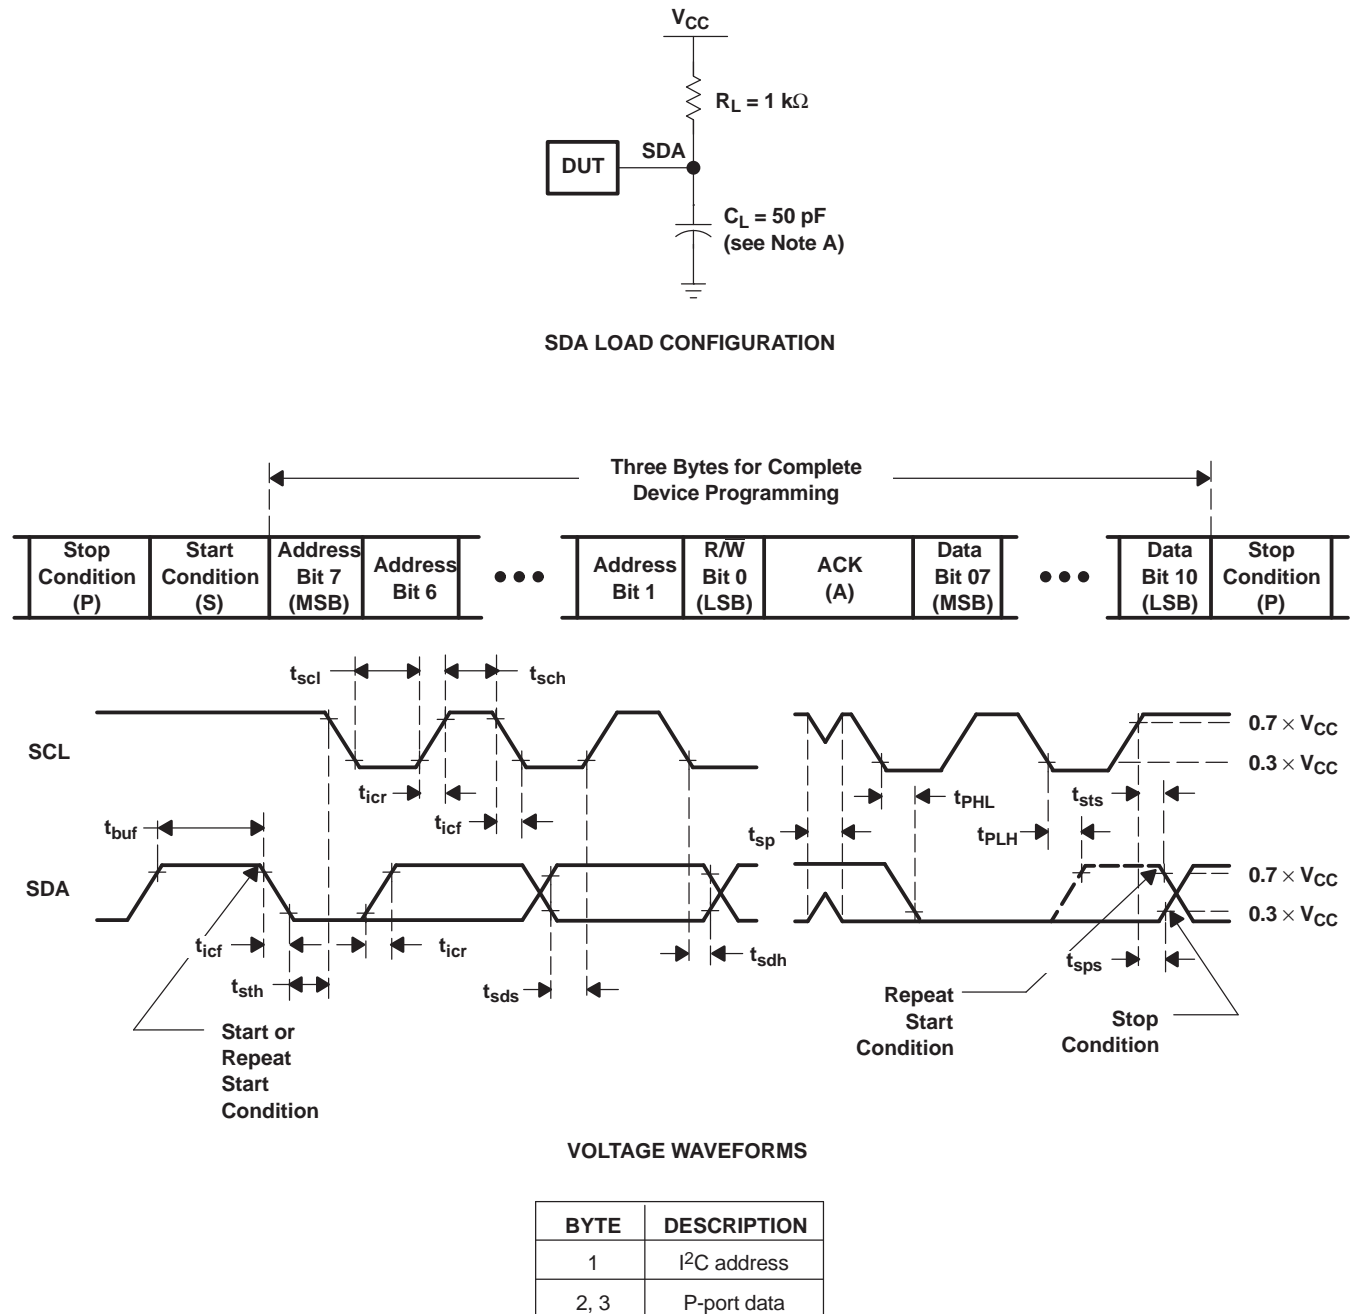 VCC
RL = 1 kΩ
SDA
DUT
CL = 50 pF
(see Note A)
SDA LOAD CONFIGURATION
Three Bytes for Complete
Device Programming
Stop
Condition
(P)
Start
Condition
(S)
Address
Bit 7
(MSB)
Address
Bit 6
Address
Bit 1
R/W̅
Bit 0
(LSB)
ACK
(A)
Data
Bit 07
(MSB)
Data
Bit 10
(LSB)
Stop
Condition
(P)
tscl
tsch
0.7 × VCC
SCL
0.3 × VCC
ticr
tPHL
tsts
tbuf
ticf
tsp
tPLH
SDA
0.7 × VCC
0.3 × VCC
ticf
ticr
tsdh
tsps
tsth
tsds
Repeat
Start
Condition
Stop
Condition
Start or
Repeat
Start
Condition
VOLTAGE WAVEFORMS
BYTE DESCRIPTION
1 I2C address
2, 3 P-port data